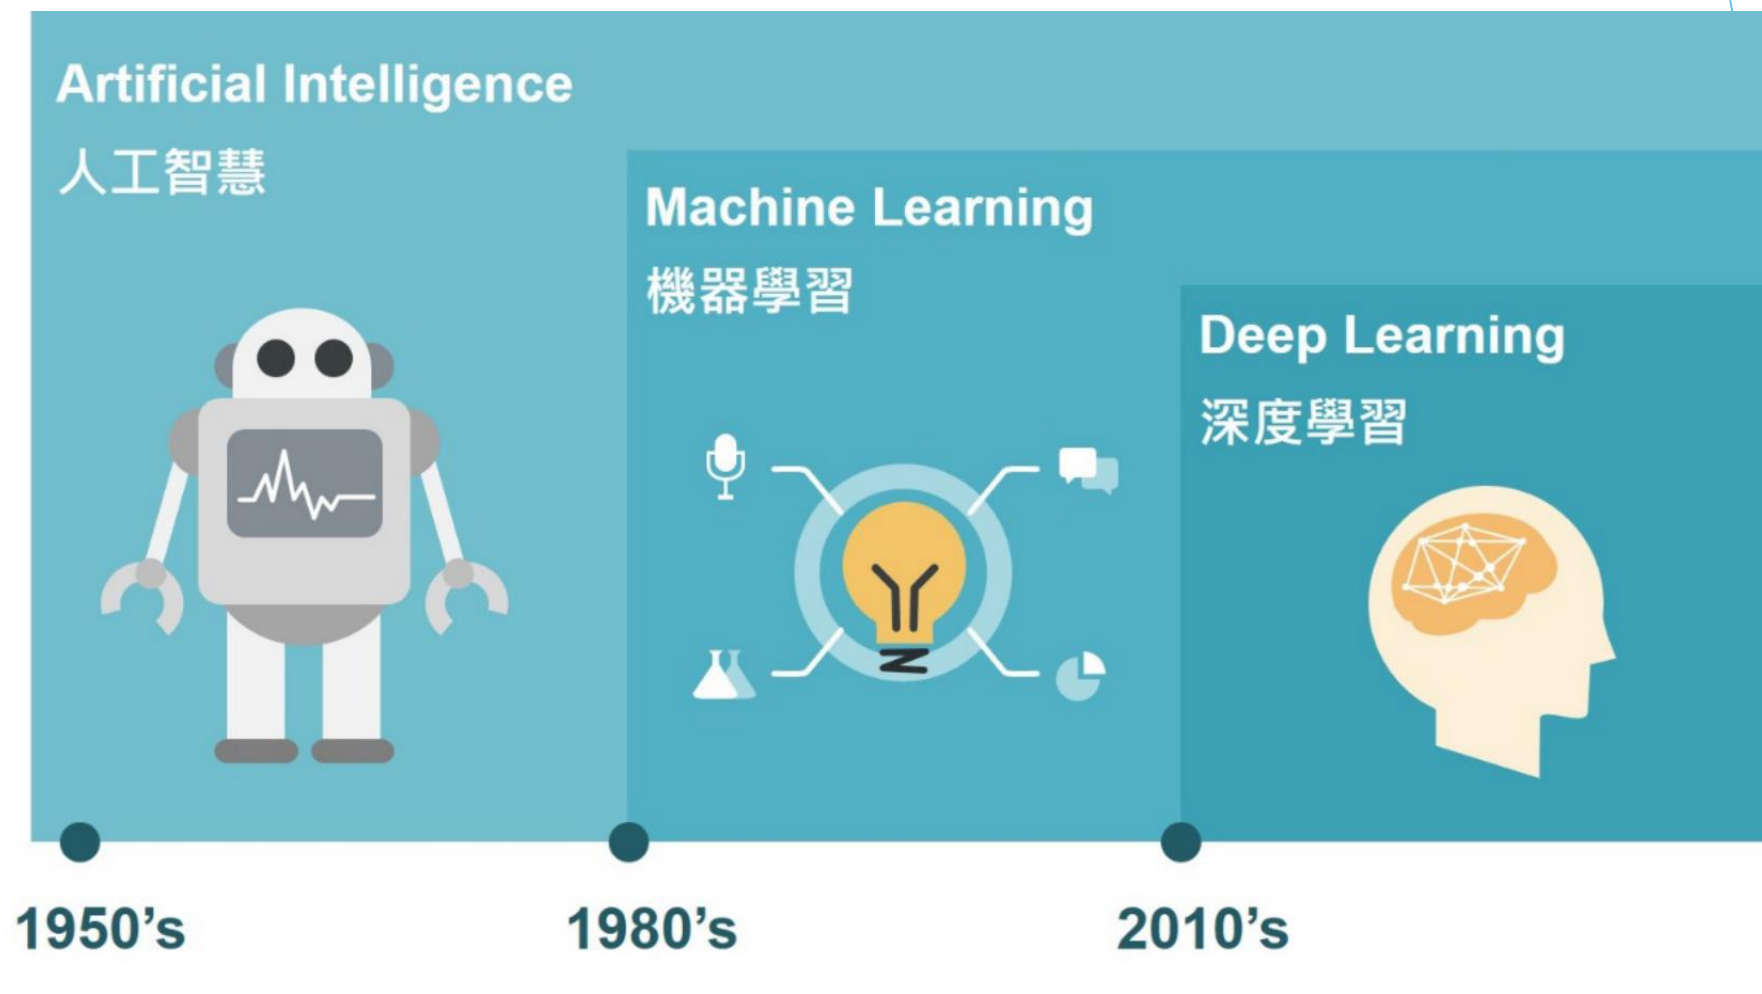 Artificial Intelligence
人工智慧
Machine Learning
機器學習
Deep Learning
深度學習
1950’s
1980’s
2010’s